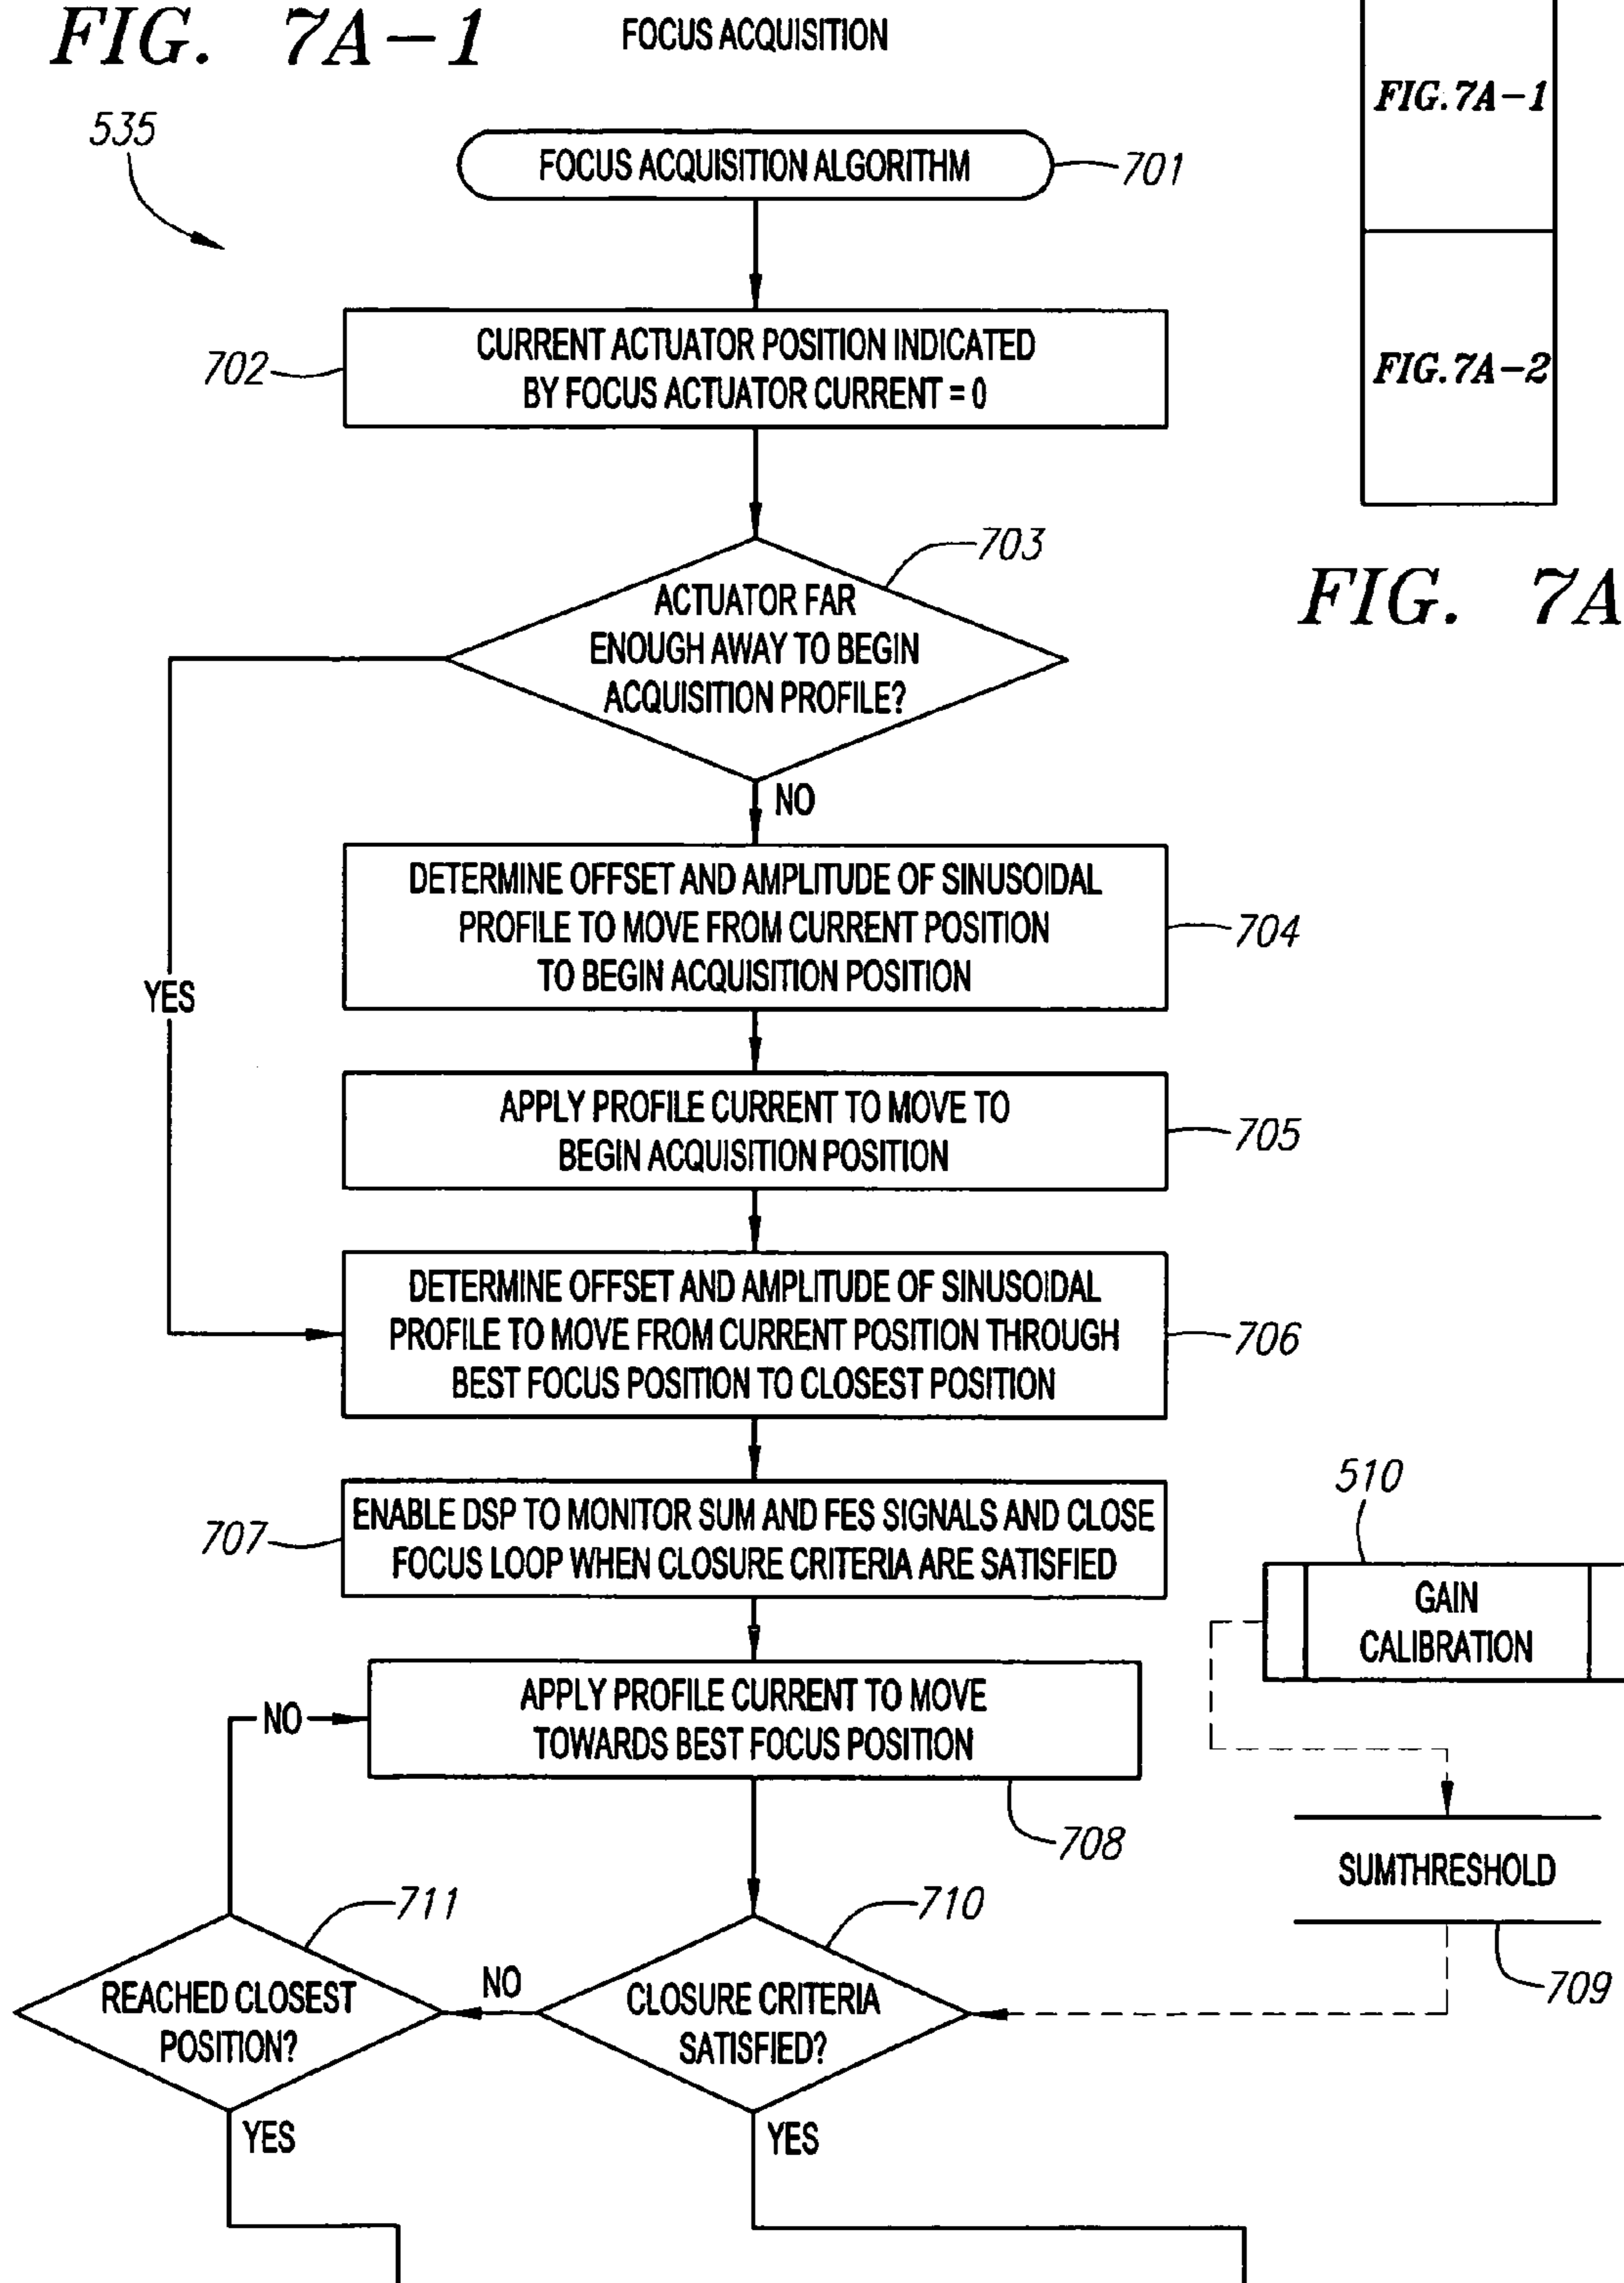 FIG. 7A-1
FOCUS ACQUISITION
FIG. 7A-1
FIG. 7A-2
FIG. 7A
535
FOCUS ACQUISITION ALGORITHM
701
CURRENT ACTUATOR POSITION INDICATED
BY FOCUS ACTUATOR CURRENT = 0
702
703
ACTUATOR FAR
ENOUGH AWAY TO BEGIN
ACQUISITION PROFILE?
NO
YES
DETERMINE OFFSET AND AMPLITUDE OF SINUSOIDAL
PROFILE TO MOVE FROM CURRENT POSITION
TO BEGIN ACQUISITION POSITION
704
APPLY PROFILE CURRENT TO MOVE TO
BEGIN ACQUISITION POSITION
705
DETERMINE OFFSET AND AMPLITUDE OF SINUSOIDAL
PROFILE TO MOVE FROM CURRENT POSITION THROUGH
BEST FOCUS POSITION TO CLOSEST POSITION
706
707
ENABLE DSP TO MONITOR SUM AND FES SIGNALS AND CLOSE
FOCUS LOOP WHEN CLOSURE CRITERIA ARE SATISFIED
510
GAIN
CALIBRATION
NO
APPLY PROFILE CURRENT TO MOVE
TOWARDS BEST FOCUS POSITION
708
SUMTHRESHOLD
709
711
REACHED CLOSEST
POSITION?
NO
710
CLOSURE CRITERIA
SATISFIED?
YES
YES